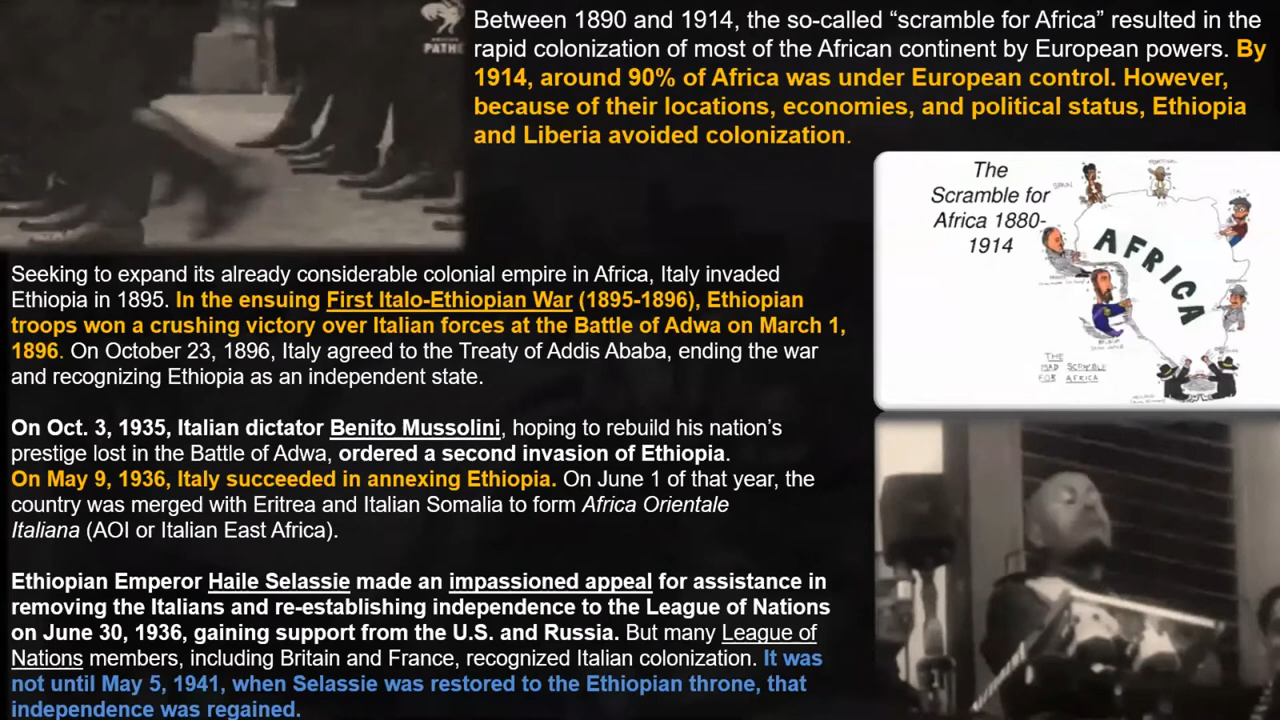 Between 1890 and 1914, the so-called “scramble for Africa” resulted in the
rapid colonization of most of the African continent by European powers. By
1914, around 90% of Africa was under European control. However,
because of their locations, economies, and political status, Ethiopia
and Liberia avoided colonization.
PATHE
The
Scramble for
Africa 1880-
1914
SPAIN
PORTUGAL
ITALY
AFRICA
THE
MAD SCRAMBLE
FOR AFRICA
Seeking to expand its already considerable colonial empire in Africa, Italy invaded
Ethiopia in 1895. In the ensuing First Italo-Ethiopian War (1895-1896), Ethiopian
troops won a crushing victory over Italian forces at the Battle of Adwa on March 1,
1896. On October 23, 1896, Italy agreed to the Treaty of Addis Ababa, ending the war
and recognizing Ethiopia as an independent state.
On Oct. 3, 1935, Italian dictator Benito Mussolini, hoping to rebuild his nation’s
prestige lost in the Battle of Adwa, ordered a second invasion of Ethiopia.
On May 9, 1936, Italy succeeded in annexing Ethiopia. On June 1 of that year, the
country was merged with Eritrea and Italian Somalia to form Africa Orientale
Italiana (AOI or Italian East Africa).
Ethiopian Emperor Haile Selassie made an impassioned appeal for assistance in
removing the Italians and re-establishing independence to the League of Nations
on June 30, 1936, gaining support from the U.S. and Russia. But many League of
Nations members, including Britain and France, recognized Italian colonization. It was
not until May 5, 1941, when Selassie was restored to the Ethiopian throne, that
independence was regained.